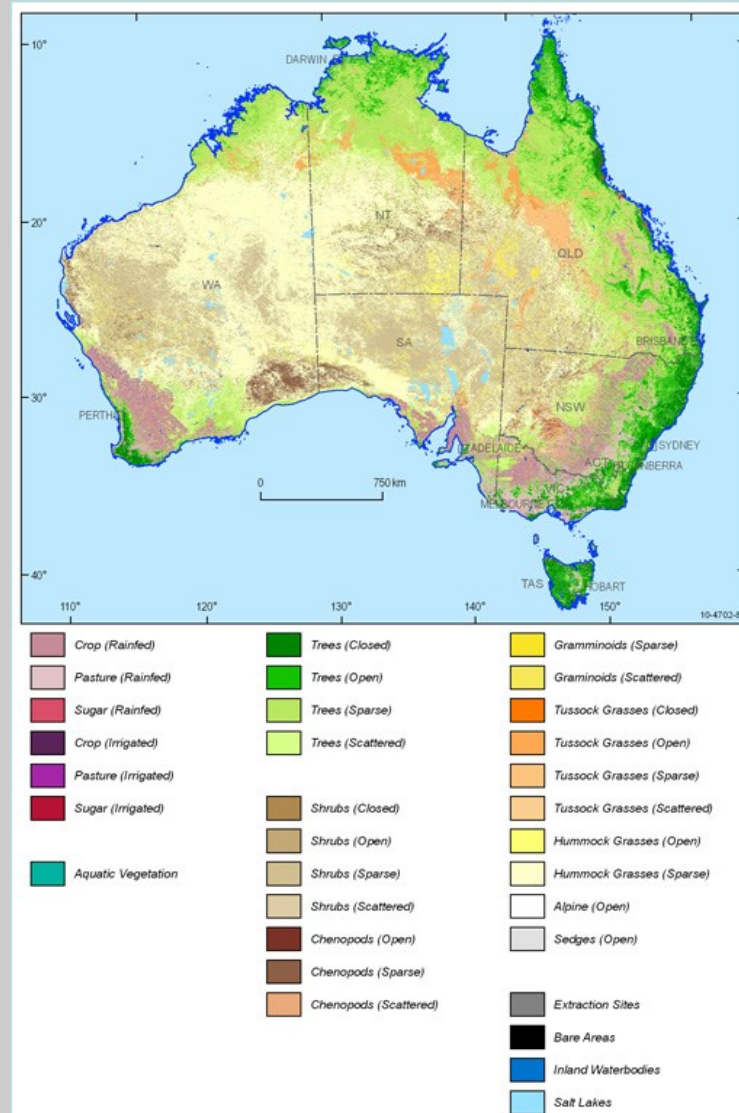 10°
DARWIN
20°
NT
QLD
WA
SA
BRISBANE
30°
NSW
PERTH
SYDNEY
ADELAIDE
ACT
CANBERRA
0 750 km
VIC
MELBOURNE
40°
TAS
HOBART
110° 120° 130° 140° 150°
10-4702-
Crop (Rainfed)
Pasture (Rainfed)
Sugar (Rainfed)
Crop (Irrigated)
Pasture (Irrigated)
Sugar (Irrigated)
Aquatic Vegetation
Trees (Closed)
Trees (Open)
Trees (Sparse)
Trees (Scattered)
Shrubs (Closed)
Shrubs (Open)
Shrubs (Sparse)
Shrubs (Scattered)
Chenopods (Open)
Chenopods (Sparse)
Chenopods (Scattered)
Gramminoids (Sparse)
Graminoids (Scattered)
Tussock Grasses (Closed)
Tussock Grasses (Open)
Tussock Grasses (Sparse)
Tussock Grasses (Scattered)
Hummock Grasses (Open)
Hummock Grasses (Sparse)
Alpine (Open)
Sedges (Open)
Extraction Sites
Bare Areas
Inland Waterbodies
Salt Lakes